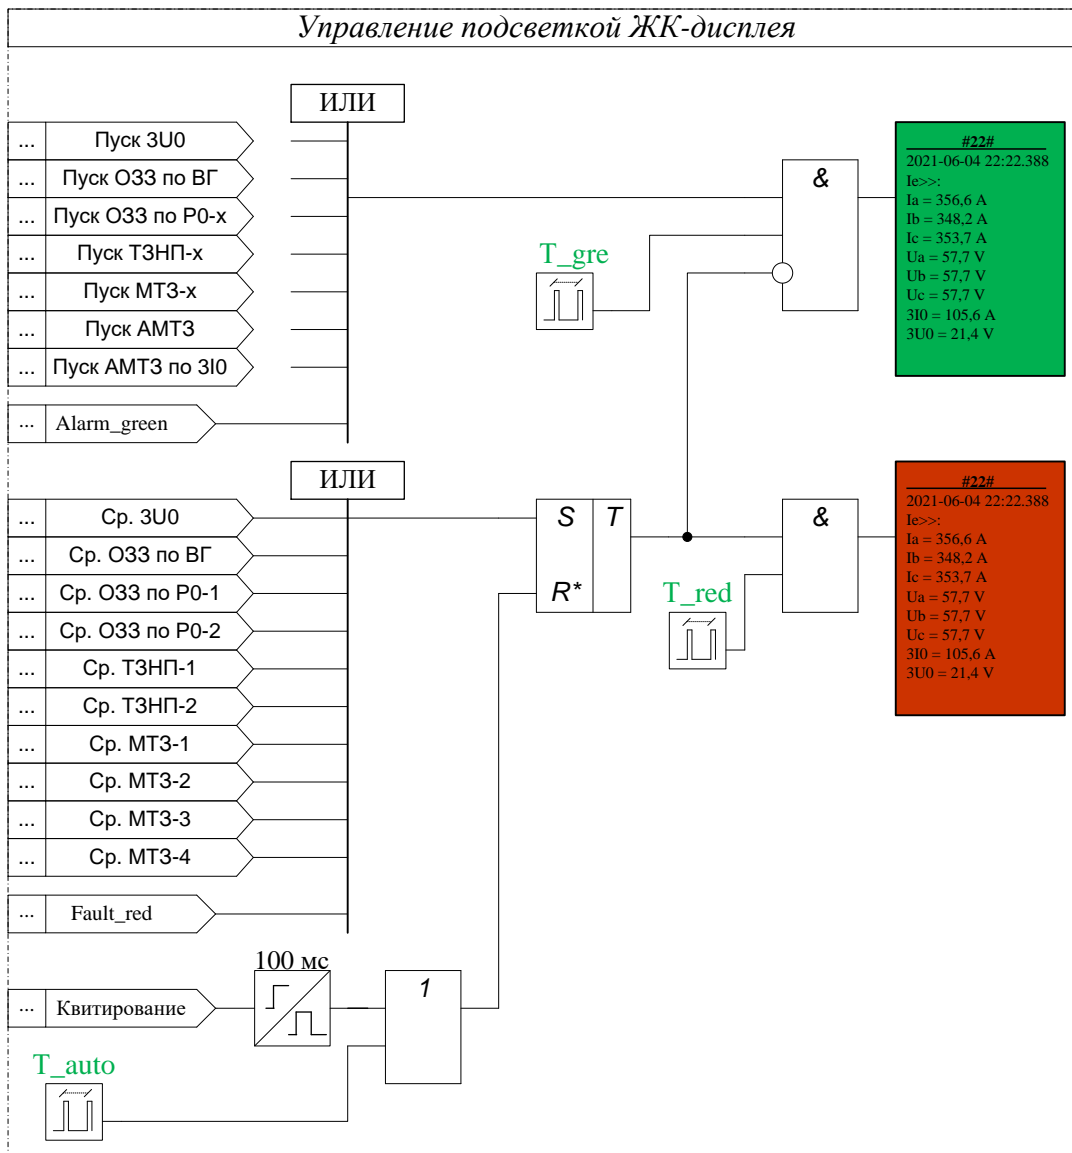 Управление подсветкой ЖК-дисплея
ИЛИ
... Пуск 3U0
... Пуск ОЗЗ по ВГ
... Пуск ОЗЗ по P0-x
... Пуск ТЗНП-x
... Пуск МТЗ-x
... Пуск АМТЗ
... Пуск АМТЗ по 3I0
... Alarm_green
T_gre
&
#22#
2021-06-04 22:22.388
Ie>>:
Ia = 356,6 A
Ib = 348,2 A
Ic = 353,7 A
Ua = 57,7 V
Ub = 57,7 V
Uc = 57,7 V
3I0 = 105,6 A
3U0 = 21,4 V
ИЛИ
... Ср. 3U0
... Ср. ОЗЗ по ВГ
... Ср. ОЗЗ по P0-1
... Ср. ОЗЗ по P0-2
... Ср. ТЗНП-1
... Ср. ТЗНП-2
... Ср. МТЗ-1
... Ср. МТЗ-2
... Ср. МТЗ-3
... Ср. МТЗ-4
... Fault_red
S T
R*
T_red
&
#22#
2021-06-04 22:22.388
Ie>>:
Ia = 356,6 A
Ib = 348,2 A
Ic = 353,7 A
Ua = 57,7 V
Ub = 57,7 V
Uc = 57,7 V
3I0 = 105,6 A
3U0 = 21,4 V
100 мс
1
... Квитирование
T_auto